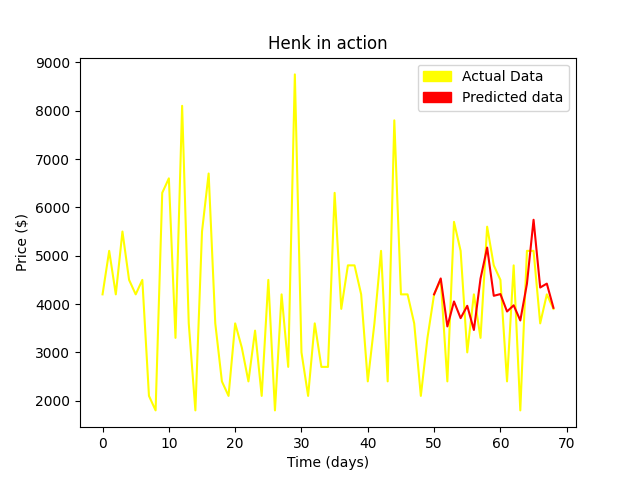 Henk in action
Actual Data
Predicted data
Price ($)
9000
8000
7000
6000
5000
4000
3000
2000
0 10 20 30 40 50 60 70
Time (days)